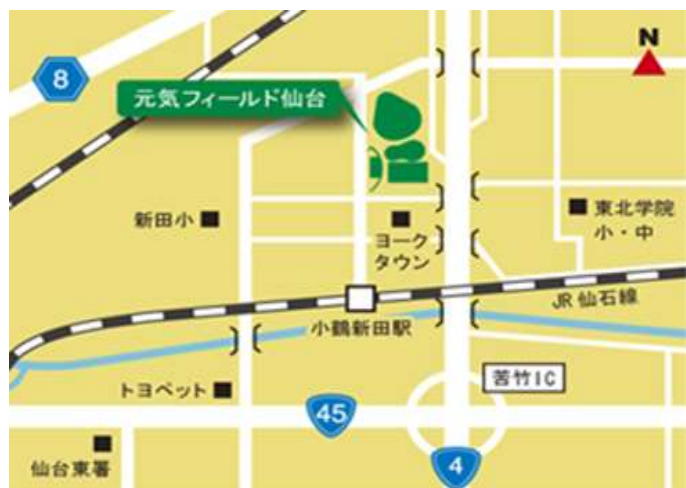 N
8
元気フィールド仙台
新田小
ヨーク
タウン
東北学院
小・中
JR仙石線
小鶴新田駅
苦竹IC
トヨペット
45
仙台東署
4